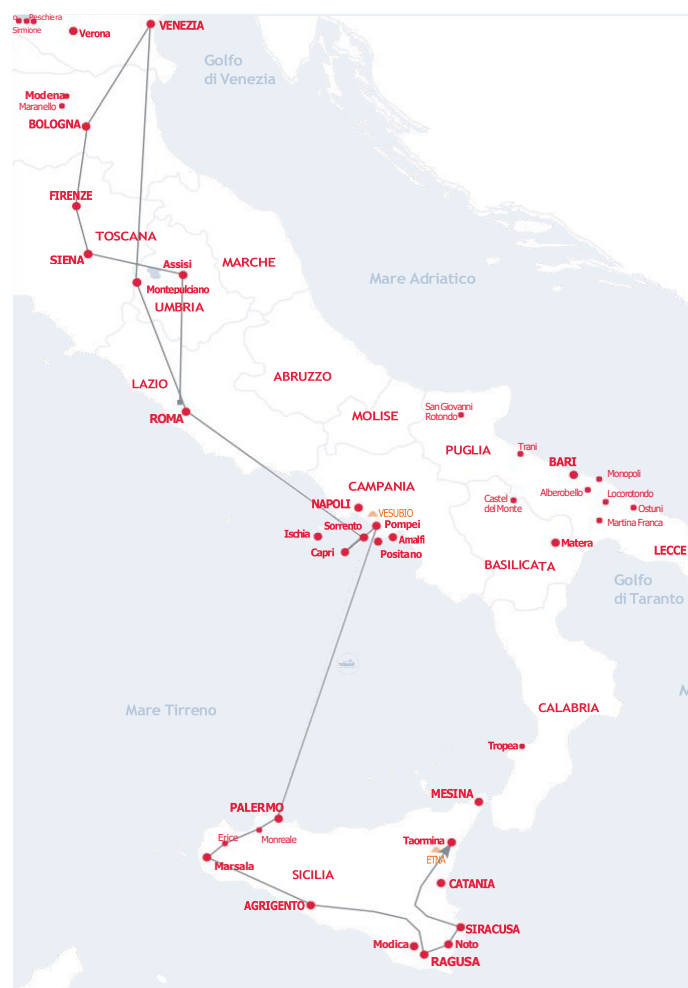 Peschiera
Sirmione
Verona
VENEZIA
Golfo
di Venezia
Modena
Maranello
BOLOGNA
FIRENZE
TOSCANA
SIENA
Assisi
MARCHE
Montepulciano
UMBRIA
Mare Adriatico
ABRUZZO
LAZIO
ROMA
MOLISE
San Giovanni
Rotondo
PUGLIA
Trani
BARI
Monopoli
Alberobello
Locorotondo
Ostuni
Castel
del Monte
Martina Franca
CAMPANIA
NAPOLI
VESUBIO
Sorrento
Pompei
Ischia
Amalfi
Capri
Positano
Matera
LECCE
BASILICATA
Golfo
di Taranto
Mare Tirreno
M
CALABRIA
Tropea
MESINA
PALERMO
Erice
Monreale
Taormina
ETNA
Marsala
SICILIA
CATANIA
AGRIGENTO
SIRACUSA
Modica
Noto
RAGUSA